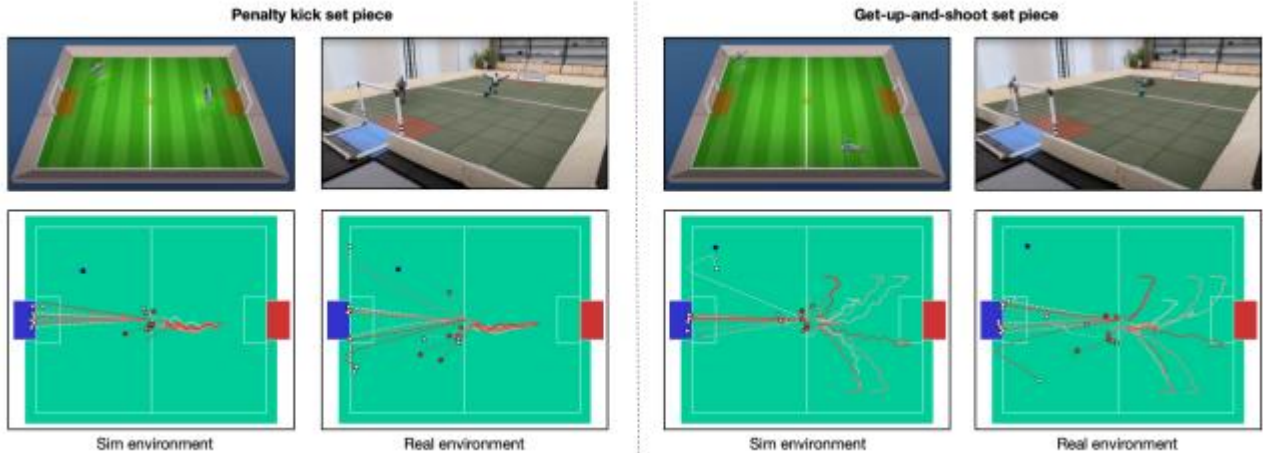 Penalty kick set piece
Get-up-and-shoot set piece
Sim environment
Real environment
Sim environment
Real environment